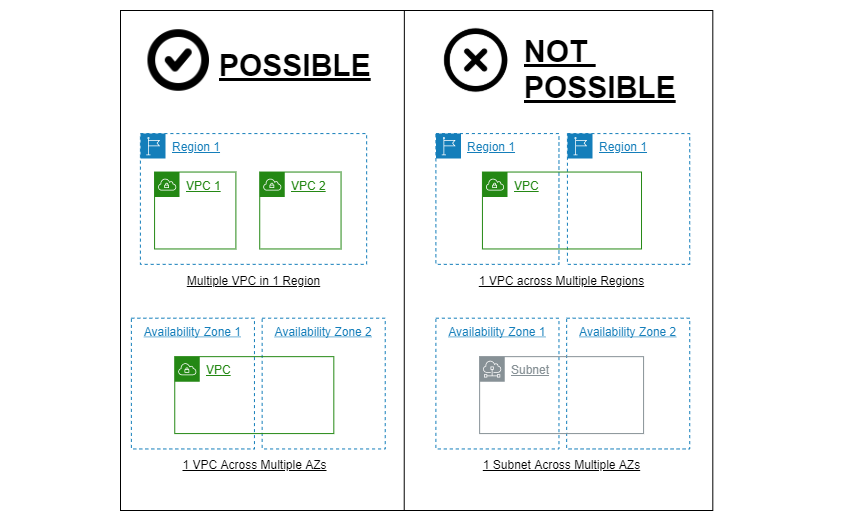 POSSIBLE
Region 1
VPC 1
VPC 2
Multiple VPC in 1 Region
Availability Zone 1
Availability Zone 2
VPC
1 VPC Across Multiple AZs
NOT
POSSIBLE
Region 1
Region 1
VPC
1 VPC across Multiple Regions
Availability Zone 1
Availability Zone 2
Subnet
1 Subnet Across Multiple AZs